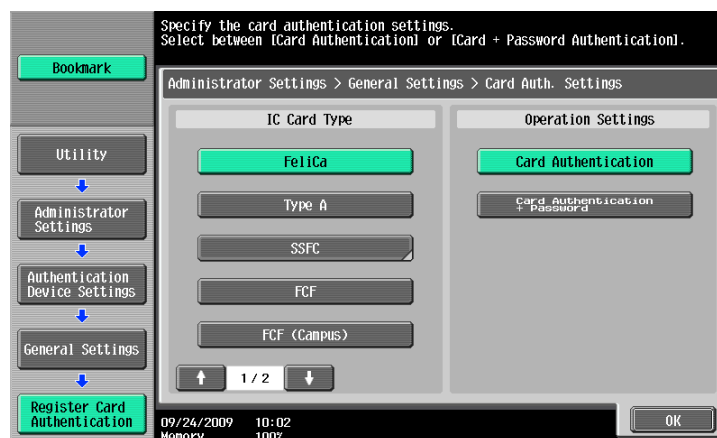 Specify the card authentication settings.
Select between [Card Authentication] or [Card + Password Authentication].
Bookmark
Administrator Settings > General Settings > Card Auth. Settings
IC Card Type
Operation Settings
Utility
FeliCa
Card Authentication
Type A
Card Authentication
+ Password
Administrator
Settings
SSFC
Authentication
Device Settings
FCF
General Settings
FCF (Campus)
1/2
Register Card
Authentication
09/24/2009 10:02
OK
Memory 100%